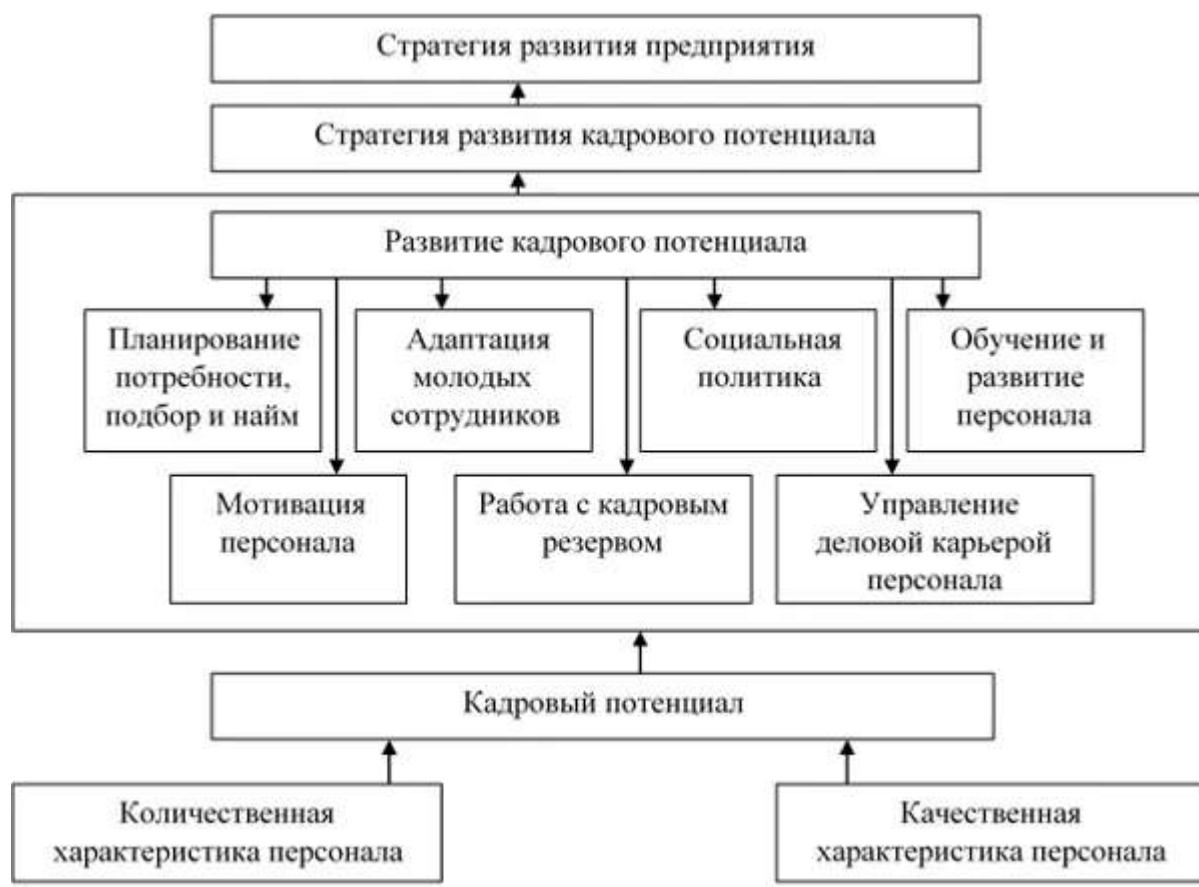 Стратегия развития предприятия
Стратегия развития кадрового потенциала
Развитие кадрового потенциала
Планирование
потребности,
подбор и найм
Адаптация
молодых
сотрудников
Социальная
политика
Обучение и
развитие
персонала
Мотивация
персонала
Работа с кадровым
резервом
Управление
деловой карьерой
персонала
Кадровый потенциал
Количественная
характеристика персонала
Качественная
характеристика персонала